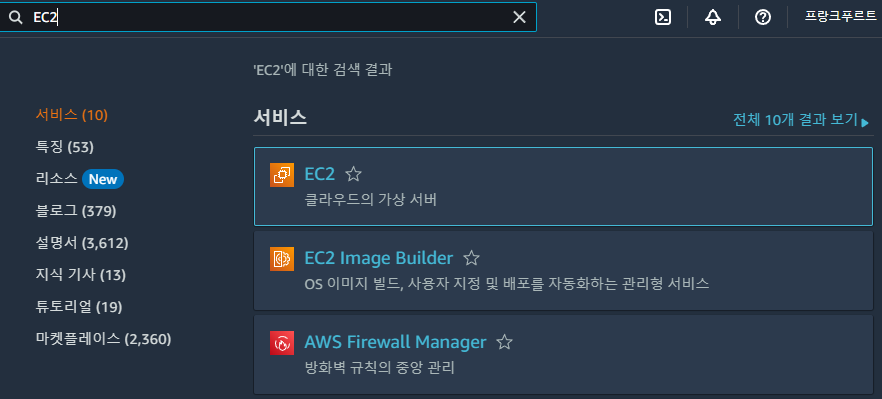 EC2
프랑크푸르트
'EC2'에 대한 검색 결과
서비스 (10)
특징 (53)
리소스 New
블로그 (379)
설명서 (3,612)
지식 기사 (13)
튜토리얼 (19)
마켓플레이스 (2,360)
서비스
전체 10개 결과 보기
EC2
클라우드의 가상 서버
EC2 Image Builder
OS 이미지 빌드, 사용자 지정 및 배포를 자동화하는 관리형 서비스
AWS Firewall Manager
방화벽 규칙의 중앙 관리